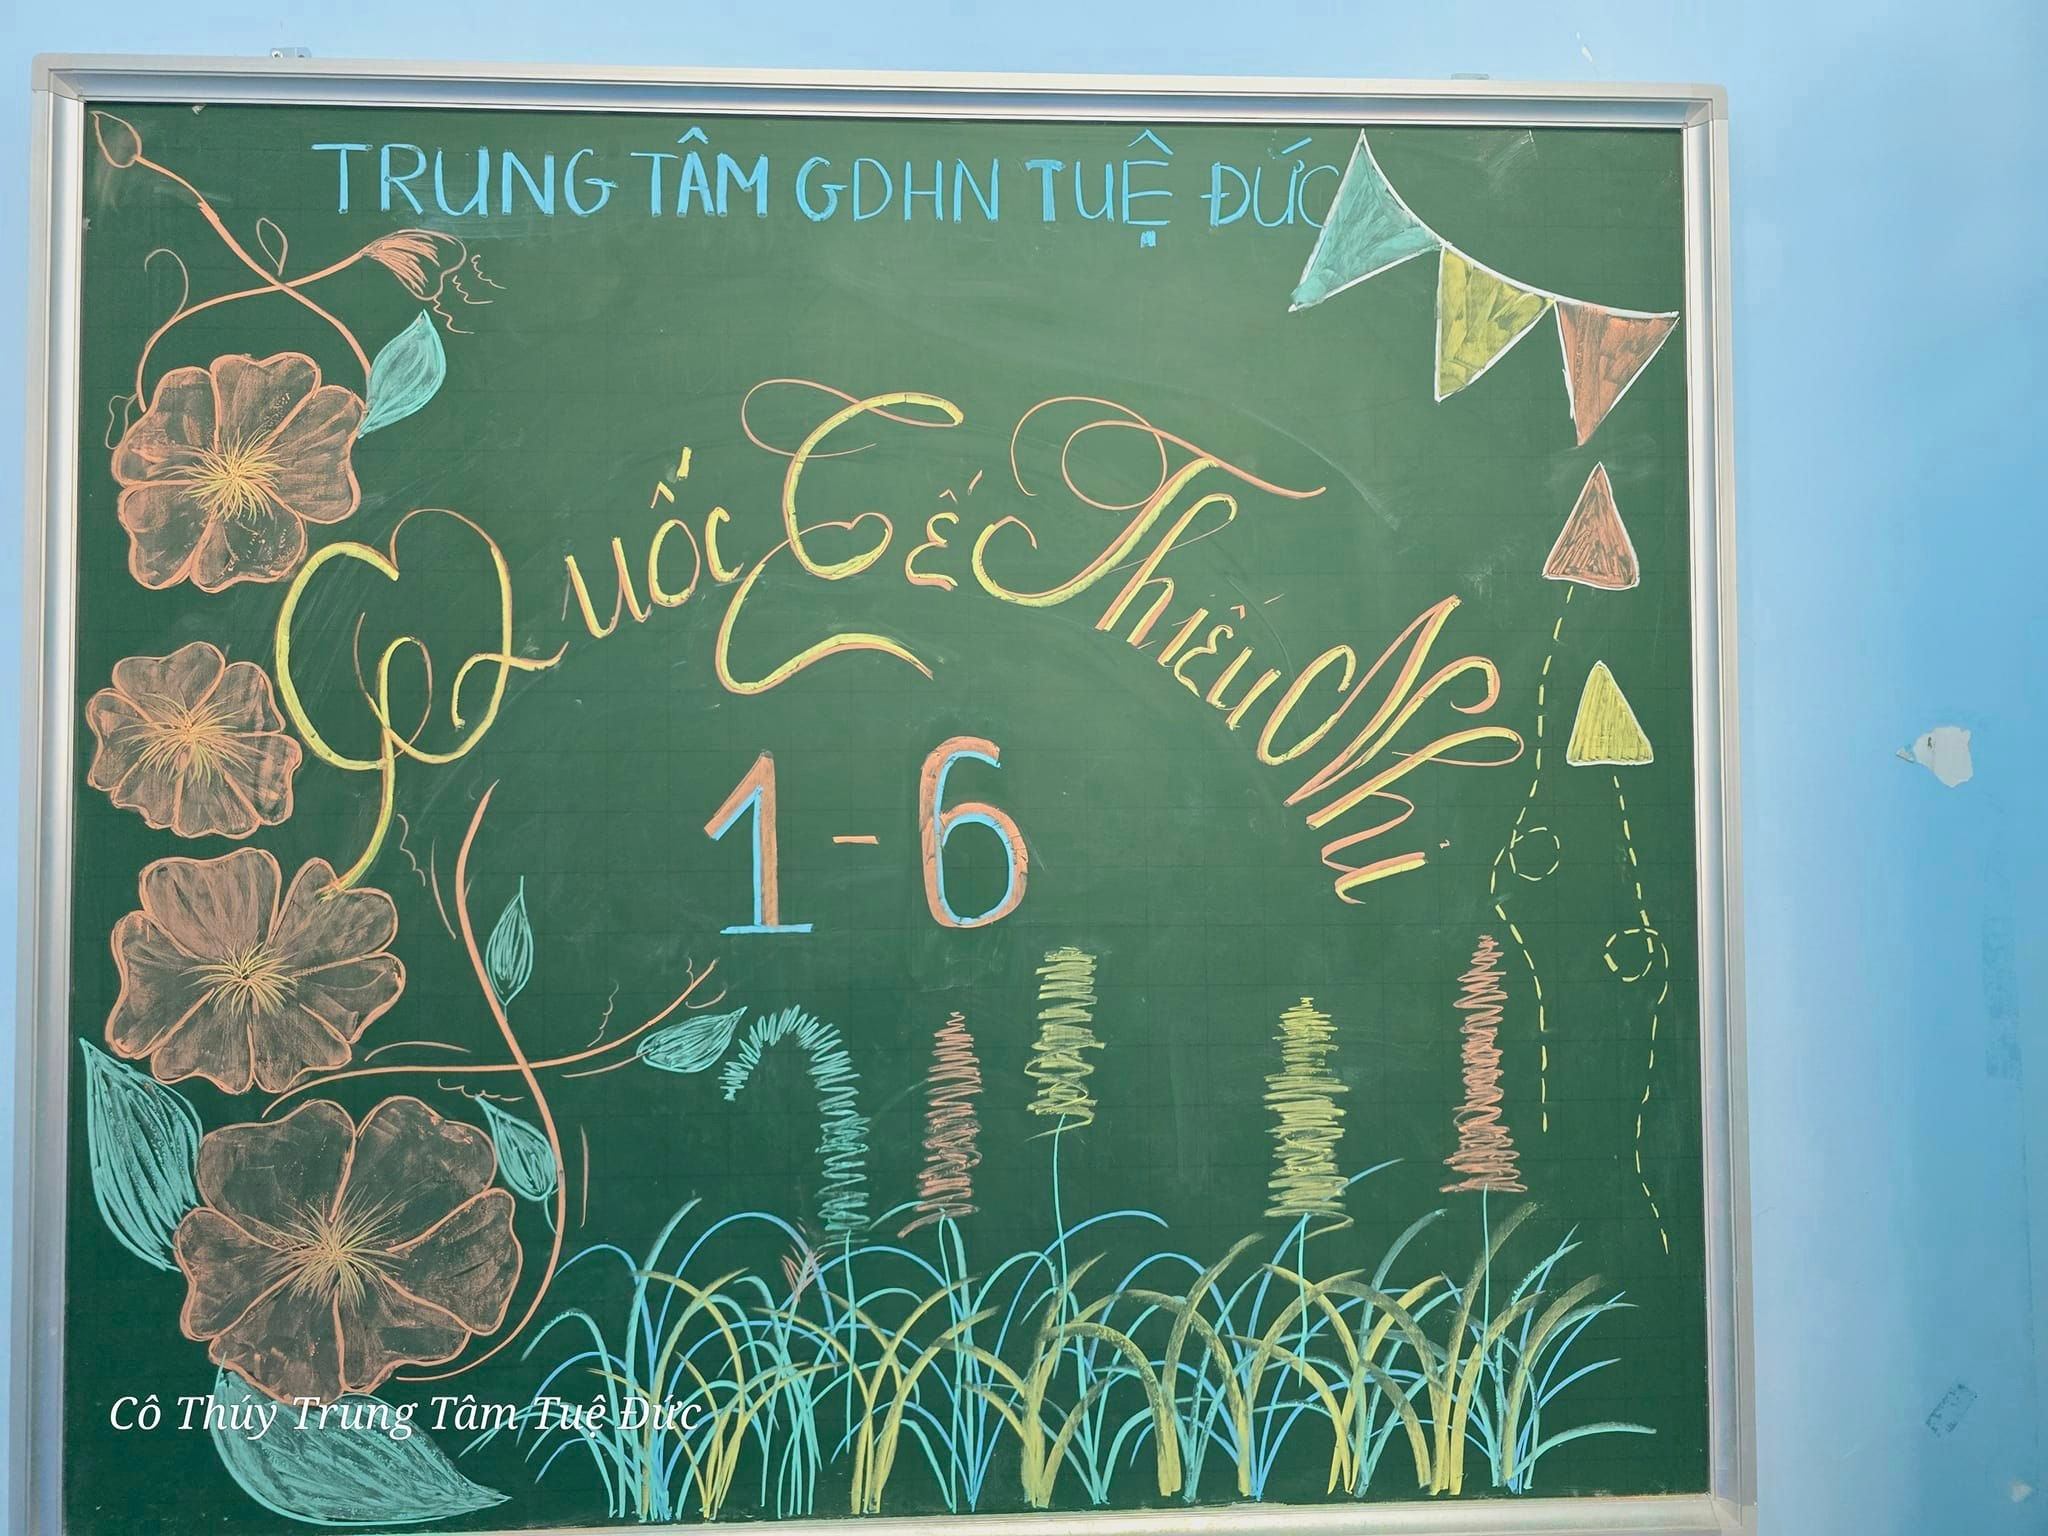 TRUNG TÂM GDHN TUỆ ĐỨC
Quốc Tế Thiếu Nhi
1 - 6
Cô Thúy Trung Tâm Tuệ Đức